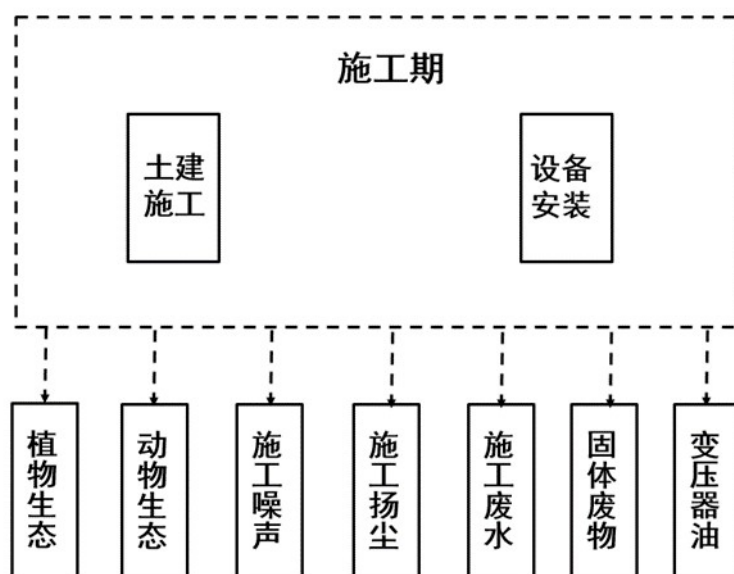 施工期
土建
施工
设备
安装
植物生态
动物生态
施工噪声
施工扬尘
施工废水
固体废物
变压器油